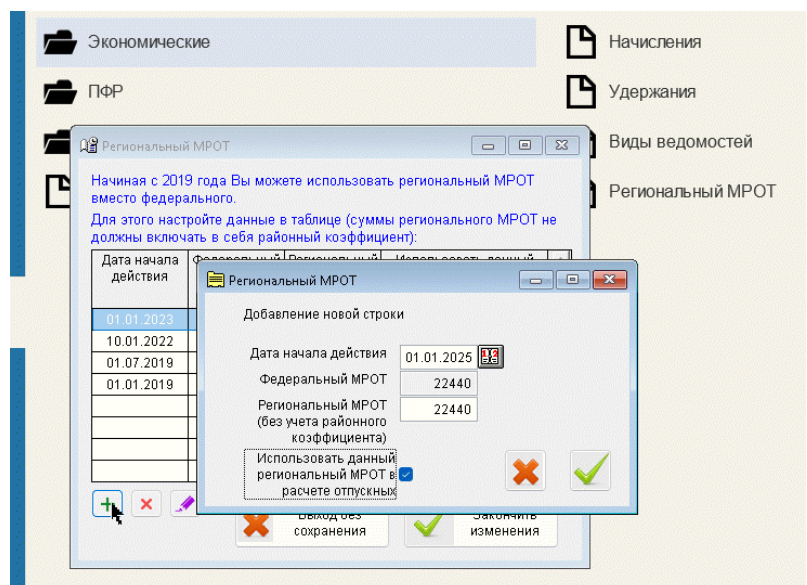 Экономические
Начисления
ПФР
Удержания
Виды ведомостей
Региональный МРОТ
Региональный МРОТ
Начиная с 2019 года Вы можете использовать региональный МРОТ
вместо федерального.
Для этого настройте данные в таблице (суммы регионального МРОТ не
должны включать в себя районный коэффициент):
Дата начала
действия
Федеральный Региональный Использовать данный
01.01.2023
10.01.2022
01.07.2019
01.01.2019
Региональный МРОТ
Добавление новой строки
Дата начала действия 01.01.2025
Федеральный МРОТ 22440
Региональный МРОТ 22440
(без учета районного
коэффициента)
Использовать данный
региональный МРОТ в
расчете отпускных
Выход без
сохранения
Закончить
изменения